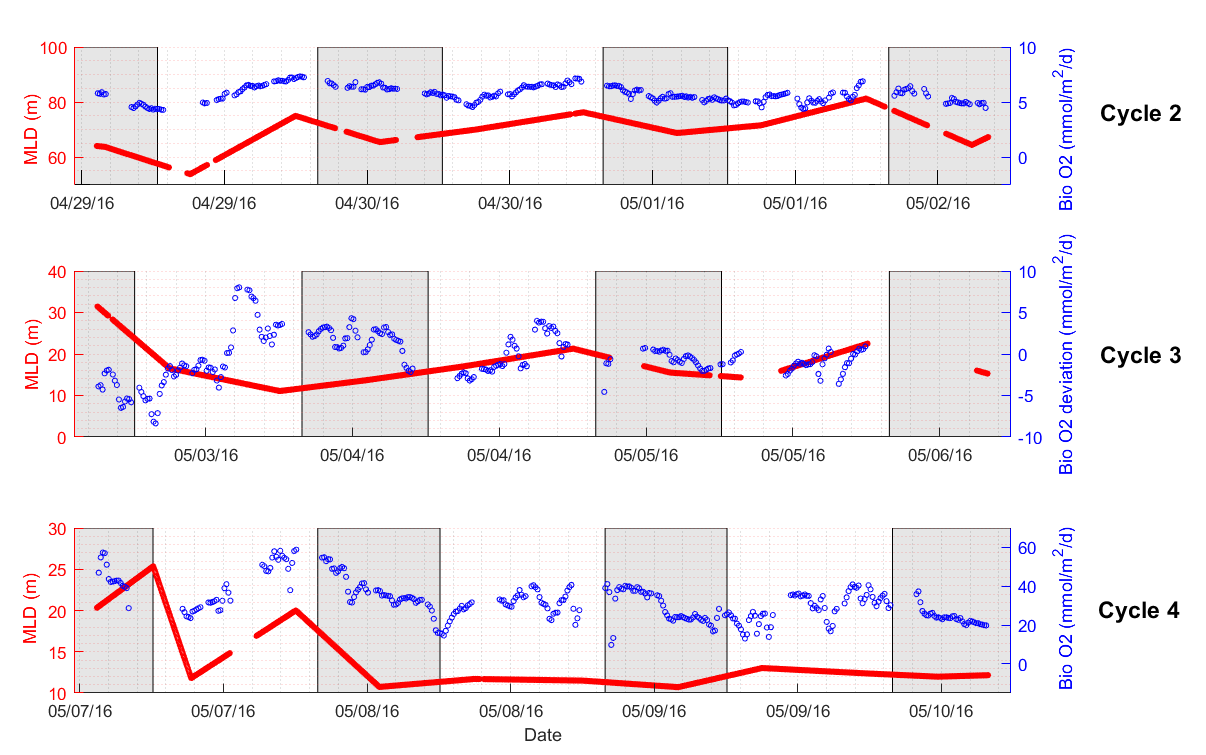 100
80
60
MLD (m)
10
5
0
Bio O2 (mmol/m²/d)
Cycle 2
04/29/16 04/29/16 04/30/16 04/30/16 05/01/16 05/01/16 05/02/16
40
30
20
10
0
MLD (m)
10
5
0
-5
-10
Bio O2 deviation (mmol/m²/d)
Cycle 3
05/03/16 05/04/16 05/04/16 05/05/16 05/05/16 05/06/16
30
25
20
15
10
MLD (m)
60
40
20
0
Bio O2 (mmol/m²/d)
Cycle 4
05/07/16 05/07/16 05/08/16 05/08/16 05/09/16 05/09/16 05/10/16
Date